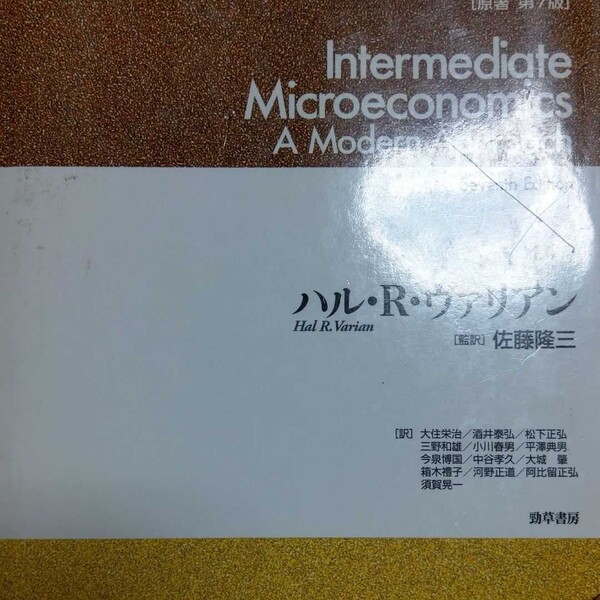 [原著 第7版]
Intermediate
Microeconomics
A Modern Approach
Seventh Edition
ハル・R・ヴァリアン
Hal R. Varian
[監訳] 佐藤隆三
[訳] 大住栄治／酒井泰弘／松下正弘
三野和雄／小川春男／平澤典男
今泉博国／中谷孝久／大城 肇
箱木禮子／河野正道／阿比留正弘
須賀晃一
勁草書房